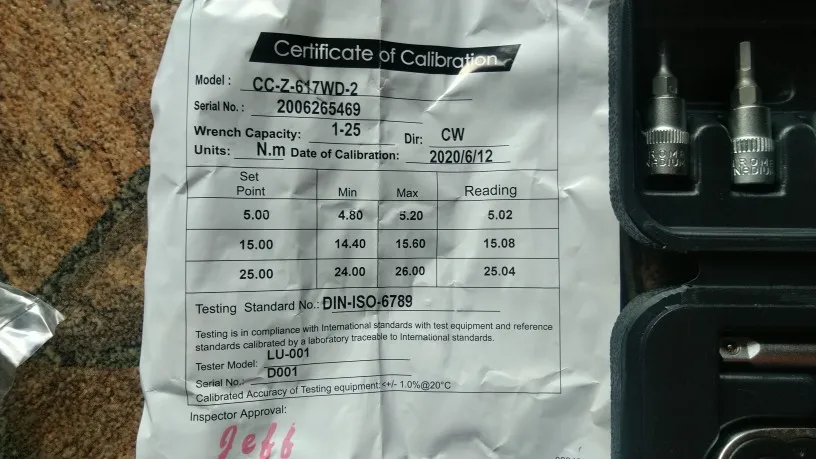 Certificate of Calibration
Model : CC-Z-617WD-2
Serial No. : 2006265469
Wrench Capacity: 1-25 Dir: CW
Units: N.m Date of Calibration: 2020/6/12
Set Point Min Max Reading
5.00 4.80 5.20 5.02
15.00 14.40 15.60 15.08
25.00 24.00 26.00 25.04
Testing Standard No.: DIN-ISO-6789
Testing is in compliance with International standards with test equipment and reference
standards calibrated by a laboratory traceable to International standards.
Tester Model: LU-001
Serial No.: D001
Calibrated Accuracy of Testing equipment:<+/- 1.0%@20°C
Inspector Approval:
Jeff